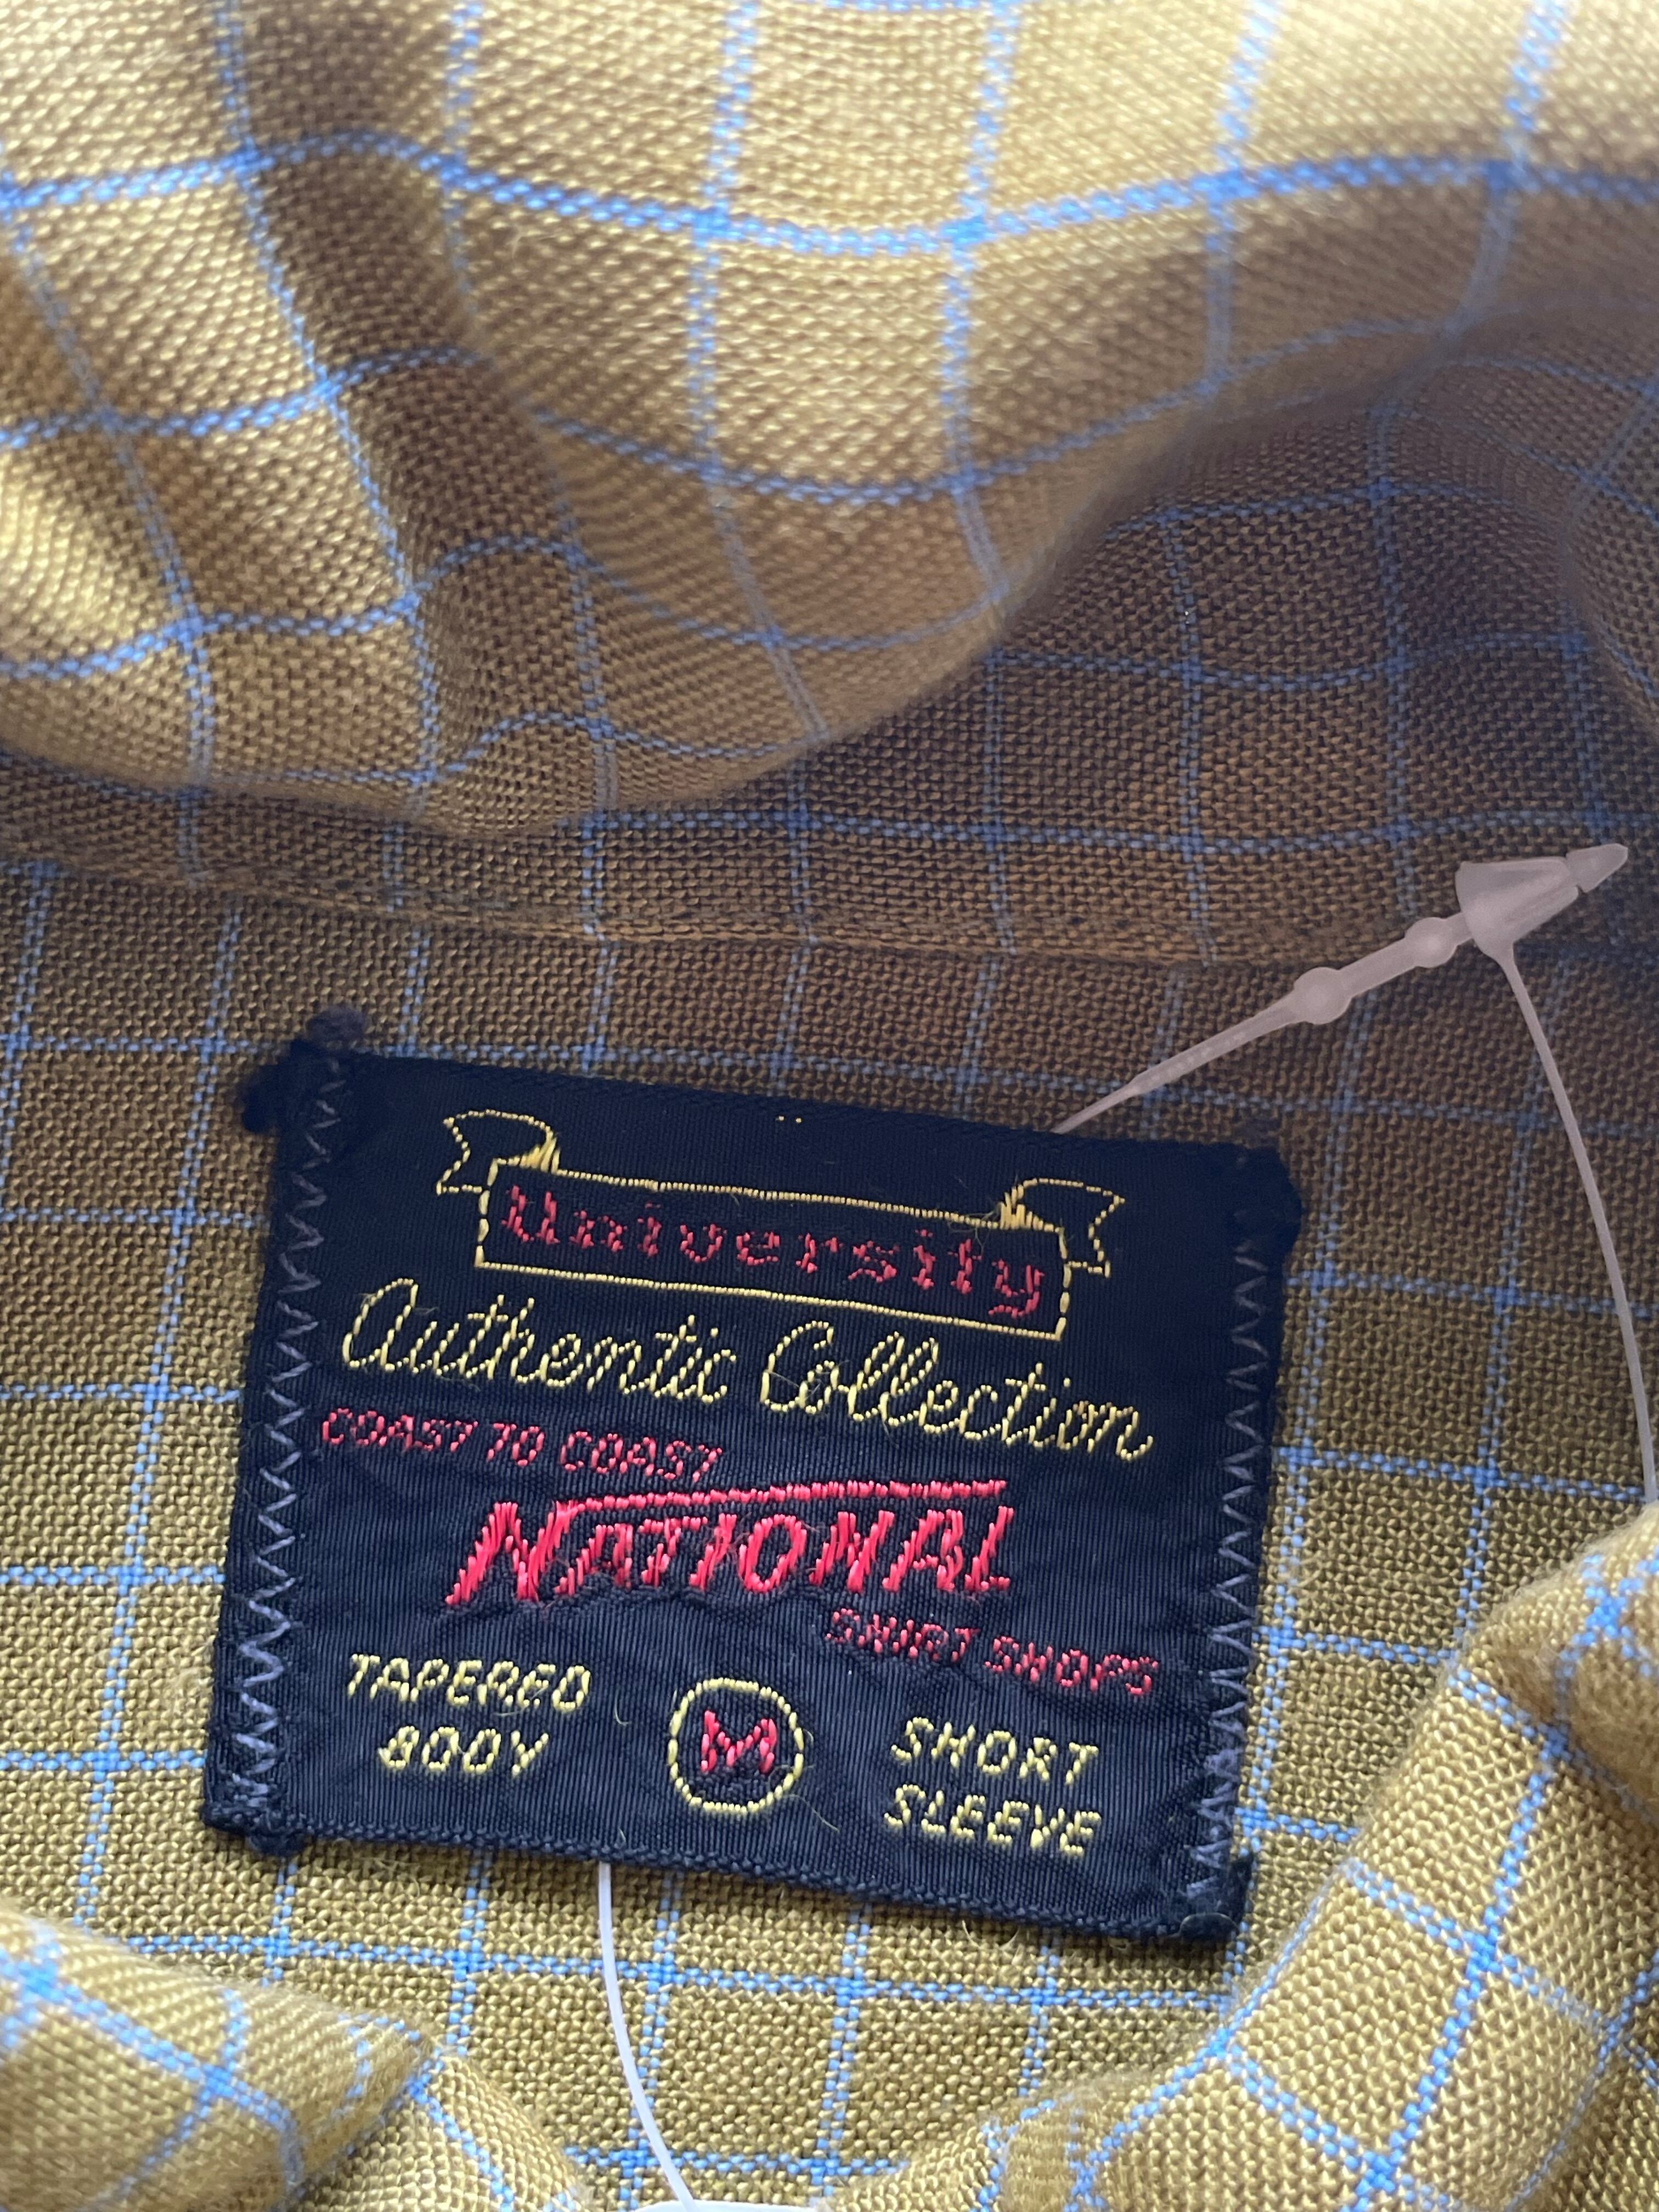 University
Authentic Collection
COAST TO COAST
NATIONAL
SHIRT SHOPS
TAPERED
BODY
M
SHORT
SLEEVE